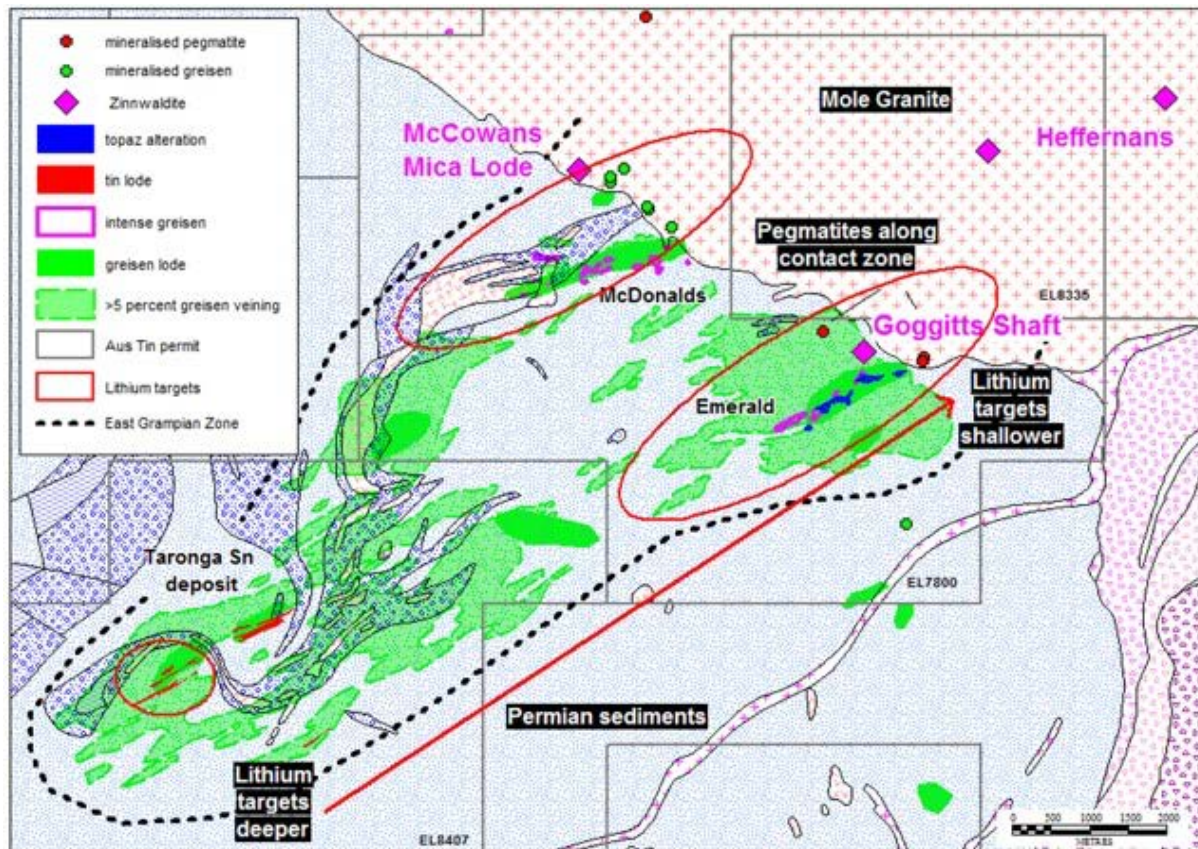 mineralised pegmatite
mineralised greisen
Zinnwaldite
topaz alteration
tin lode
intense greisen
greisen lode
>5 percent greisen veining
Aus Tin permit
Lithium targets
East Grampian Zone
Mole Granite
McCowans
Mica Lode
Heffernans
Pegmatites along
contact zone
EL8335
McDonalds
Goggitts Shaft
Emerald
Lithium
targets
shallower
Taronga Sn
deposit
EL7800
Permian sediments
Lithium
targets
deeper
EL8407
0 500 1000 1500 2000
METRES